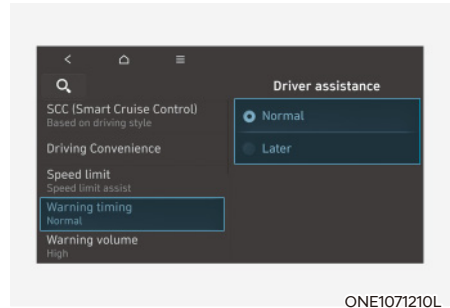 Driver assistance
SCC (Smart Cruise Control)
Based on driving style
Driving Convenience
Speed limit
Speed limit assist
Warning timing
Normal
Warning volume
High
Normal
Later
ONE1071210L